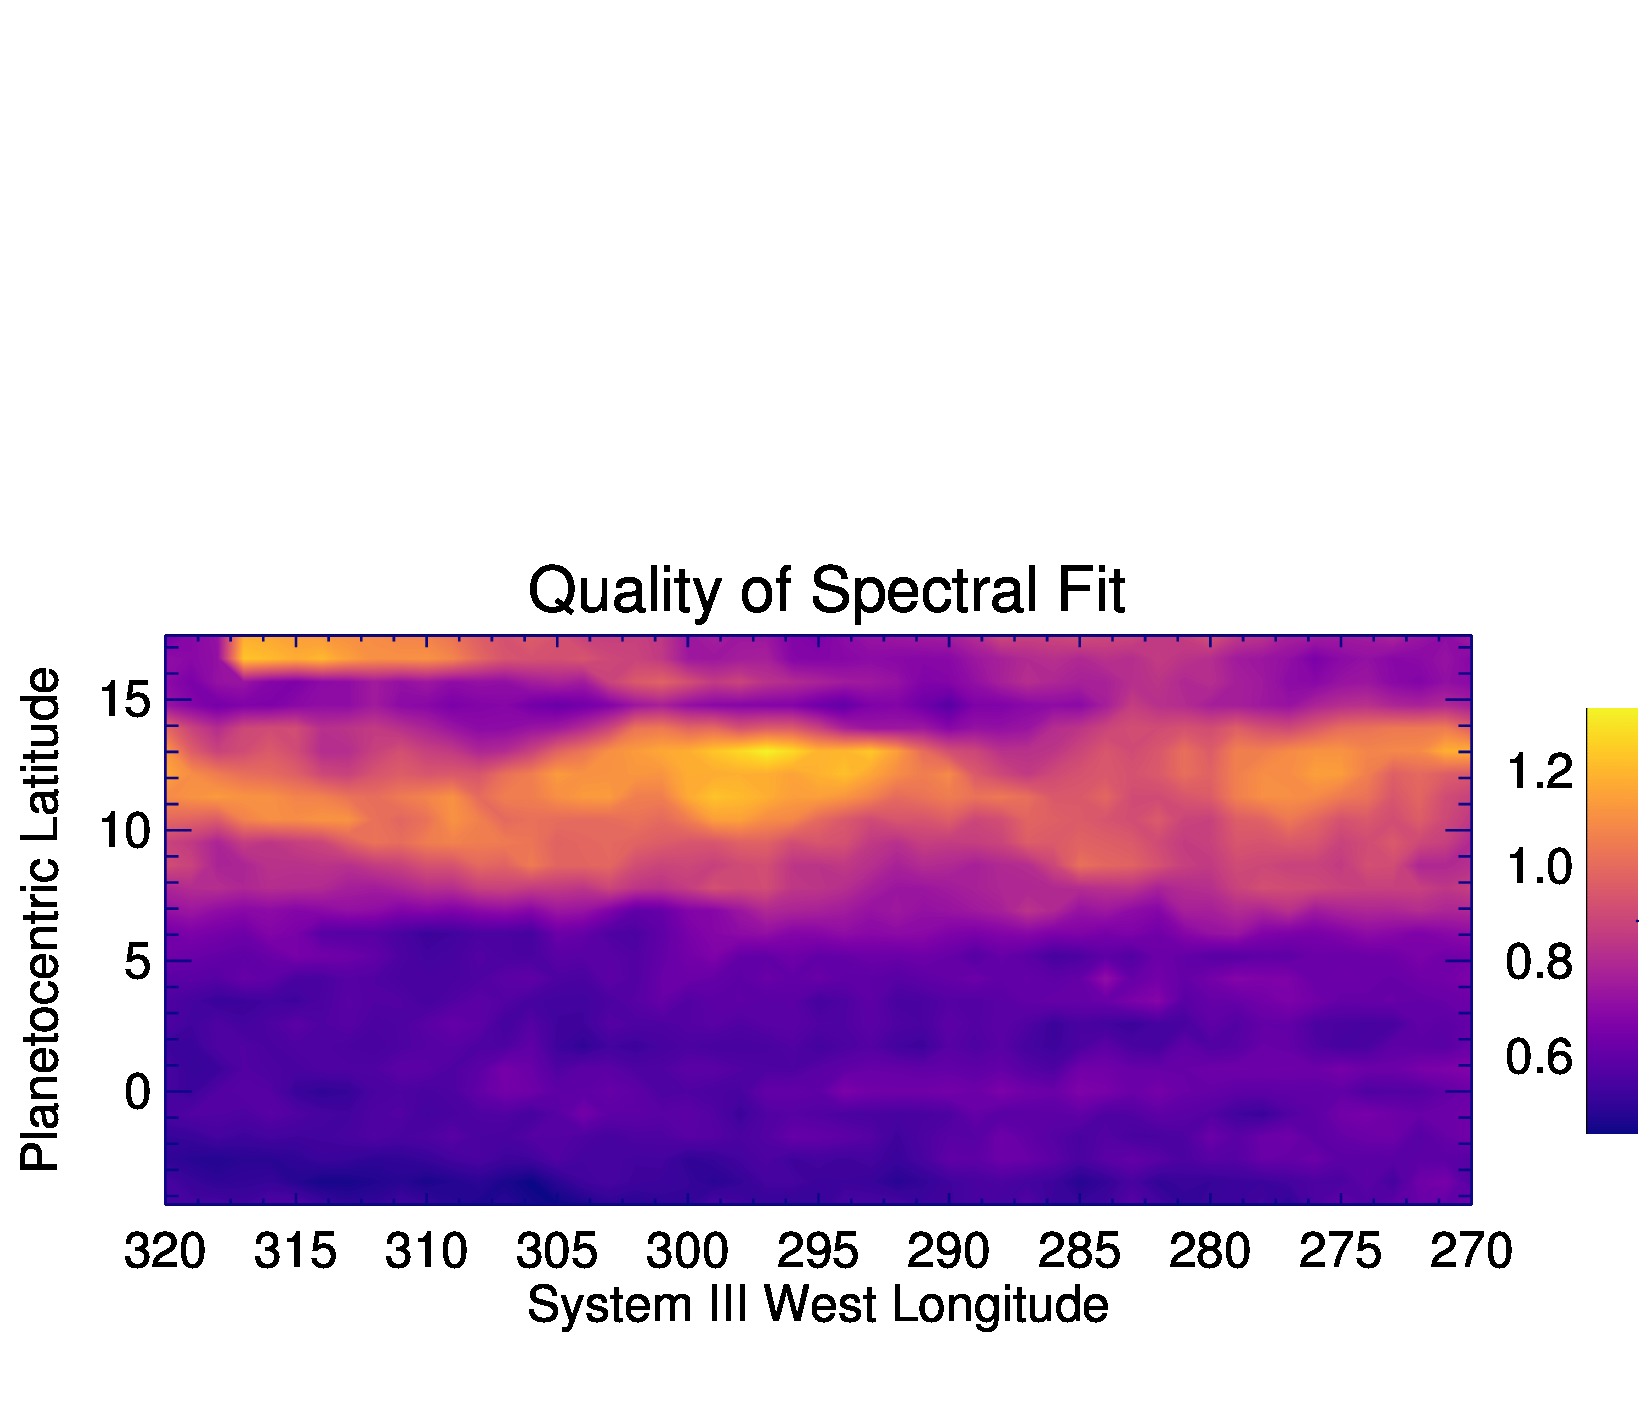 Quality of Spectral Fit
Planetocentric Latitude
15
10
5
0
320 315 310 305 300 295 290 285 280 275 270
System III West Longitude
1.2
1.0
0.8
0.6